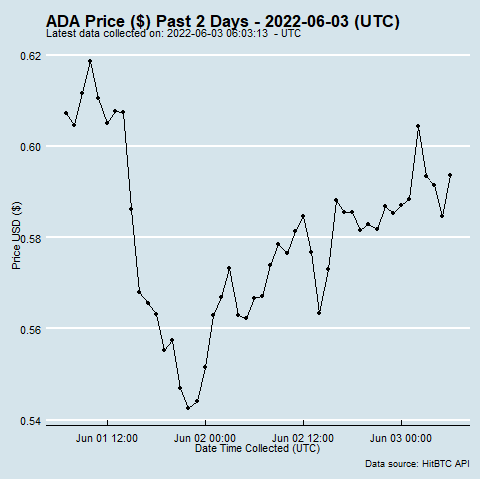 ADA Price ($) Past 2 Days - 2022-06-03 (UTC)
Latest data collected on: 2022-06-03 06:03:13 - UTC
0.62
0.60
0.58
0.56
0.54
Price USD ($)
Jun 01 12:00 Jun 02 00:00 Jun 02 12:00 Jun 03 00:00
Date Time Collected (UTC)
Data source: HitBTC API